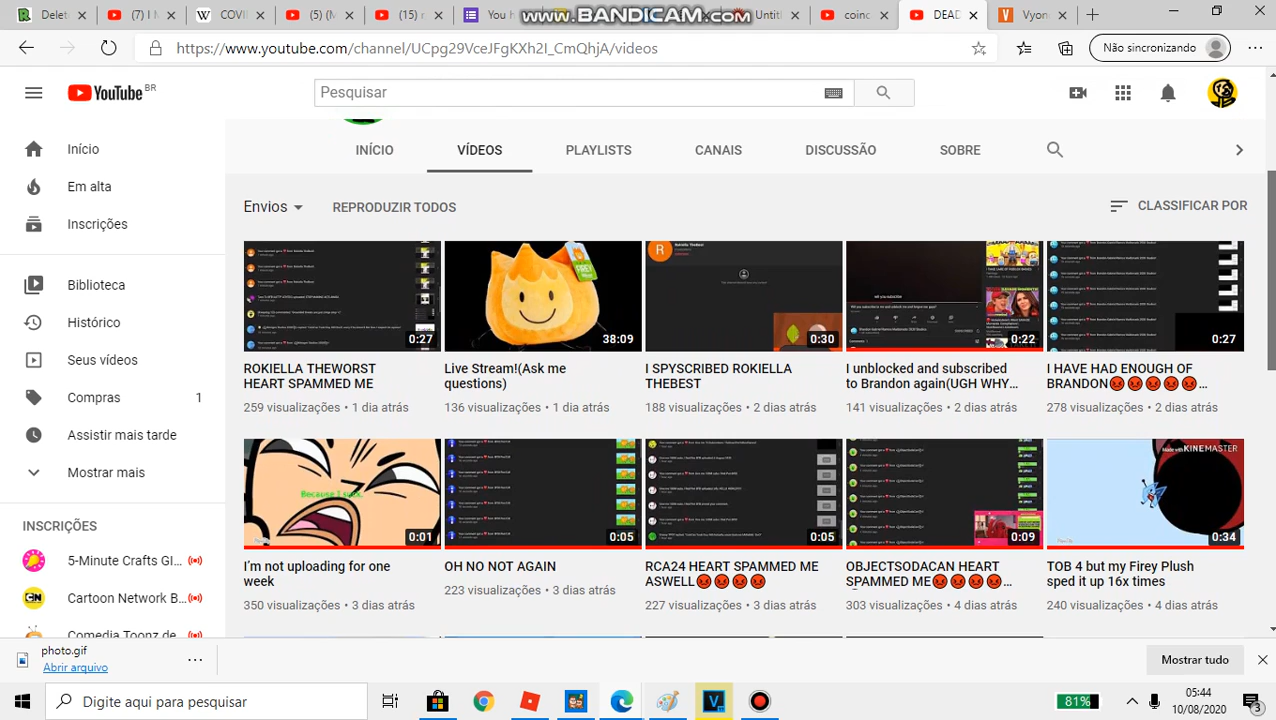 Delet
(15)
www.BANDICAM.com
Untit
DEAD
https://www.youtube.com/channel/UCpg29VceJFgKXh2I_CmQhjA/videos
Não sincronizando
YouTube BR
Pesquisar
INÍCIO
VÍDEOS
PLAYLISTS
CANAIS
DISCUSSÃO
SOBRE
Início
Em alta
Inscrições
Biblioteca
Histórico
Seus vídeos
Compras 1
Assistir mais tarde
Mostrar mais
INSCRIÇÕES
5-Minute Crafts Bra...
Cartoon Network B...
Comedia Toonz de
Envios
REPRODUZIR TODOS
CLASSIFICAR POR
38:09
0:30
0:22
0:27
ROKIELLA THEWORST
HEART SPAMMED ME
259 visualizações • 1 dia atrás
Live Stream!(Ask me
questions)
136 visualizações • 1 dia atrás
I SPYSCRIBED ROKIELLA
THEBEST
188 visualizações • 2 dias atrás
I unblocked and subscribed
to Brandon again(UGH WHY...
141 visualizações • 2 dias atrás
I HAVE HAD ENOUGH OF
BRANDON😡😡😡😡😡...
278 visualizações • 2 dias atrás
Because I suck.
0:01
0:05
0:05
0:09
Made with KINEMASTER
0:34
I'm not uploading for one
week
350 visualizações • 3 dias atrás
OH NO NOT AGAIN
223 visualizações • 3 dias atrás
RCA24 HEART SPAMMED ME
ASWELL😡😡😡😡
227 visualizações • 3 dias atrás
OBJECTSODACAN HEART
SPAMMED ME😡😡😡😡...
303 visualizações • 4 dias atrás
TOB 4 but my Firey Plush
sped it up 16x times
240 visualizações • 4 dias atrás
photo.gif
Abrir arquivo
Mostrar tudo
Digite aqui para pesquisar
81%
05:44
10/08/2020